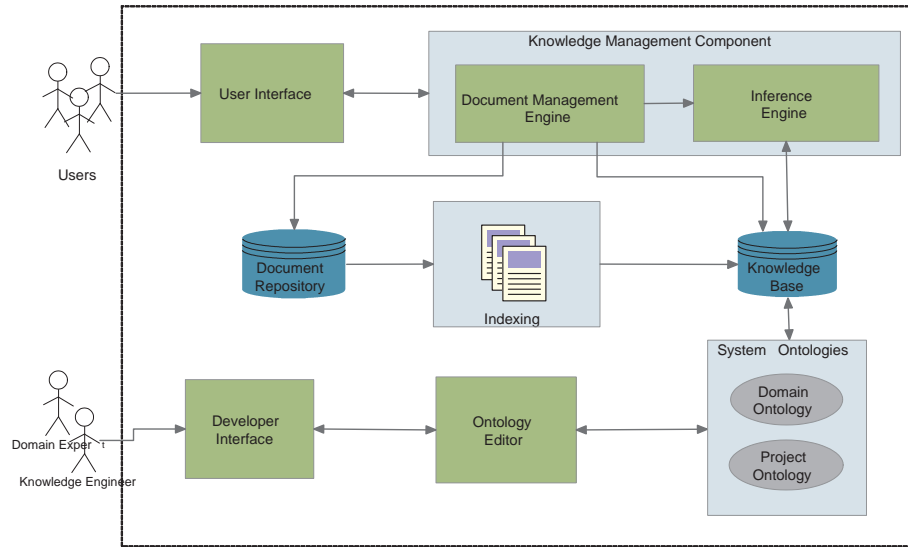 Knowledge Management Component
User Interface
Document Management
Engine
Inference
Engine
Users
Document
Repository
Indexing
Knowledge
Base
System Ontologies
Domain
Ontology
Project
Ontology
Developer
Interface
Ontology
Editor
Domain Exper t
Knowledge Engineer